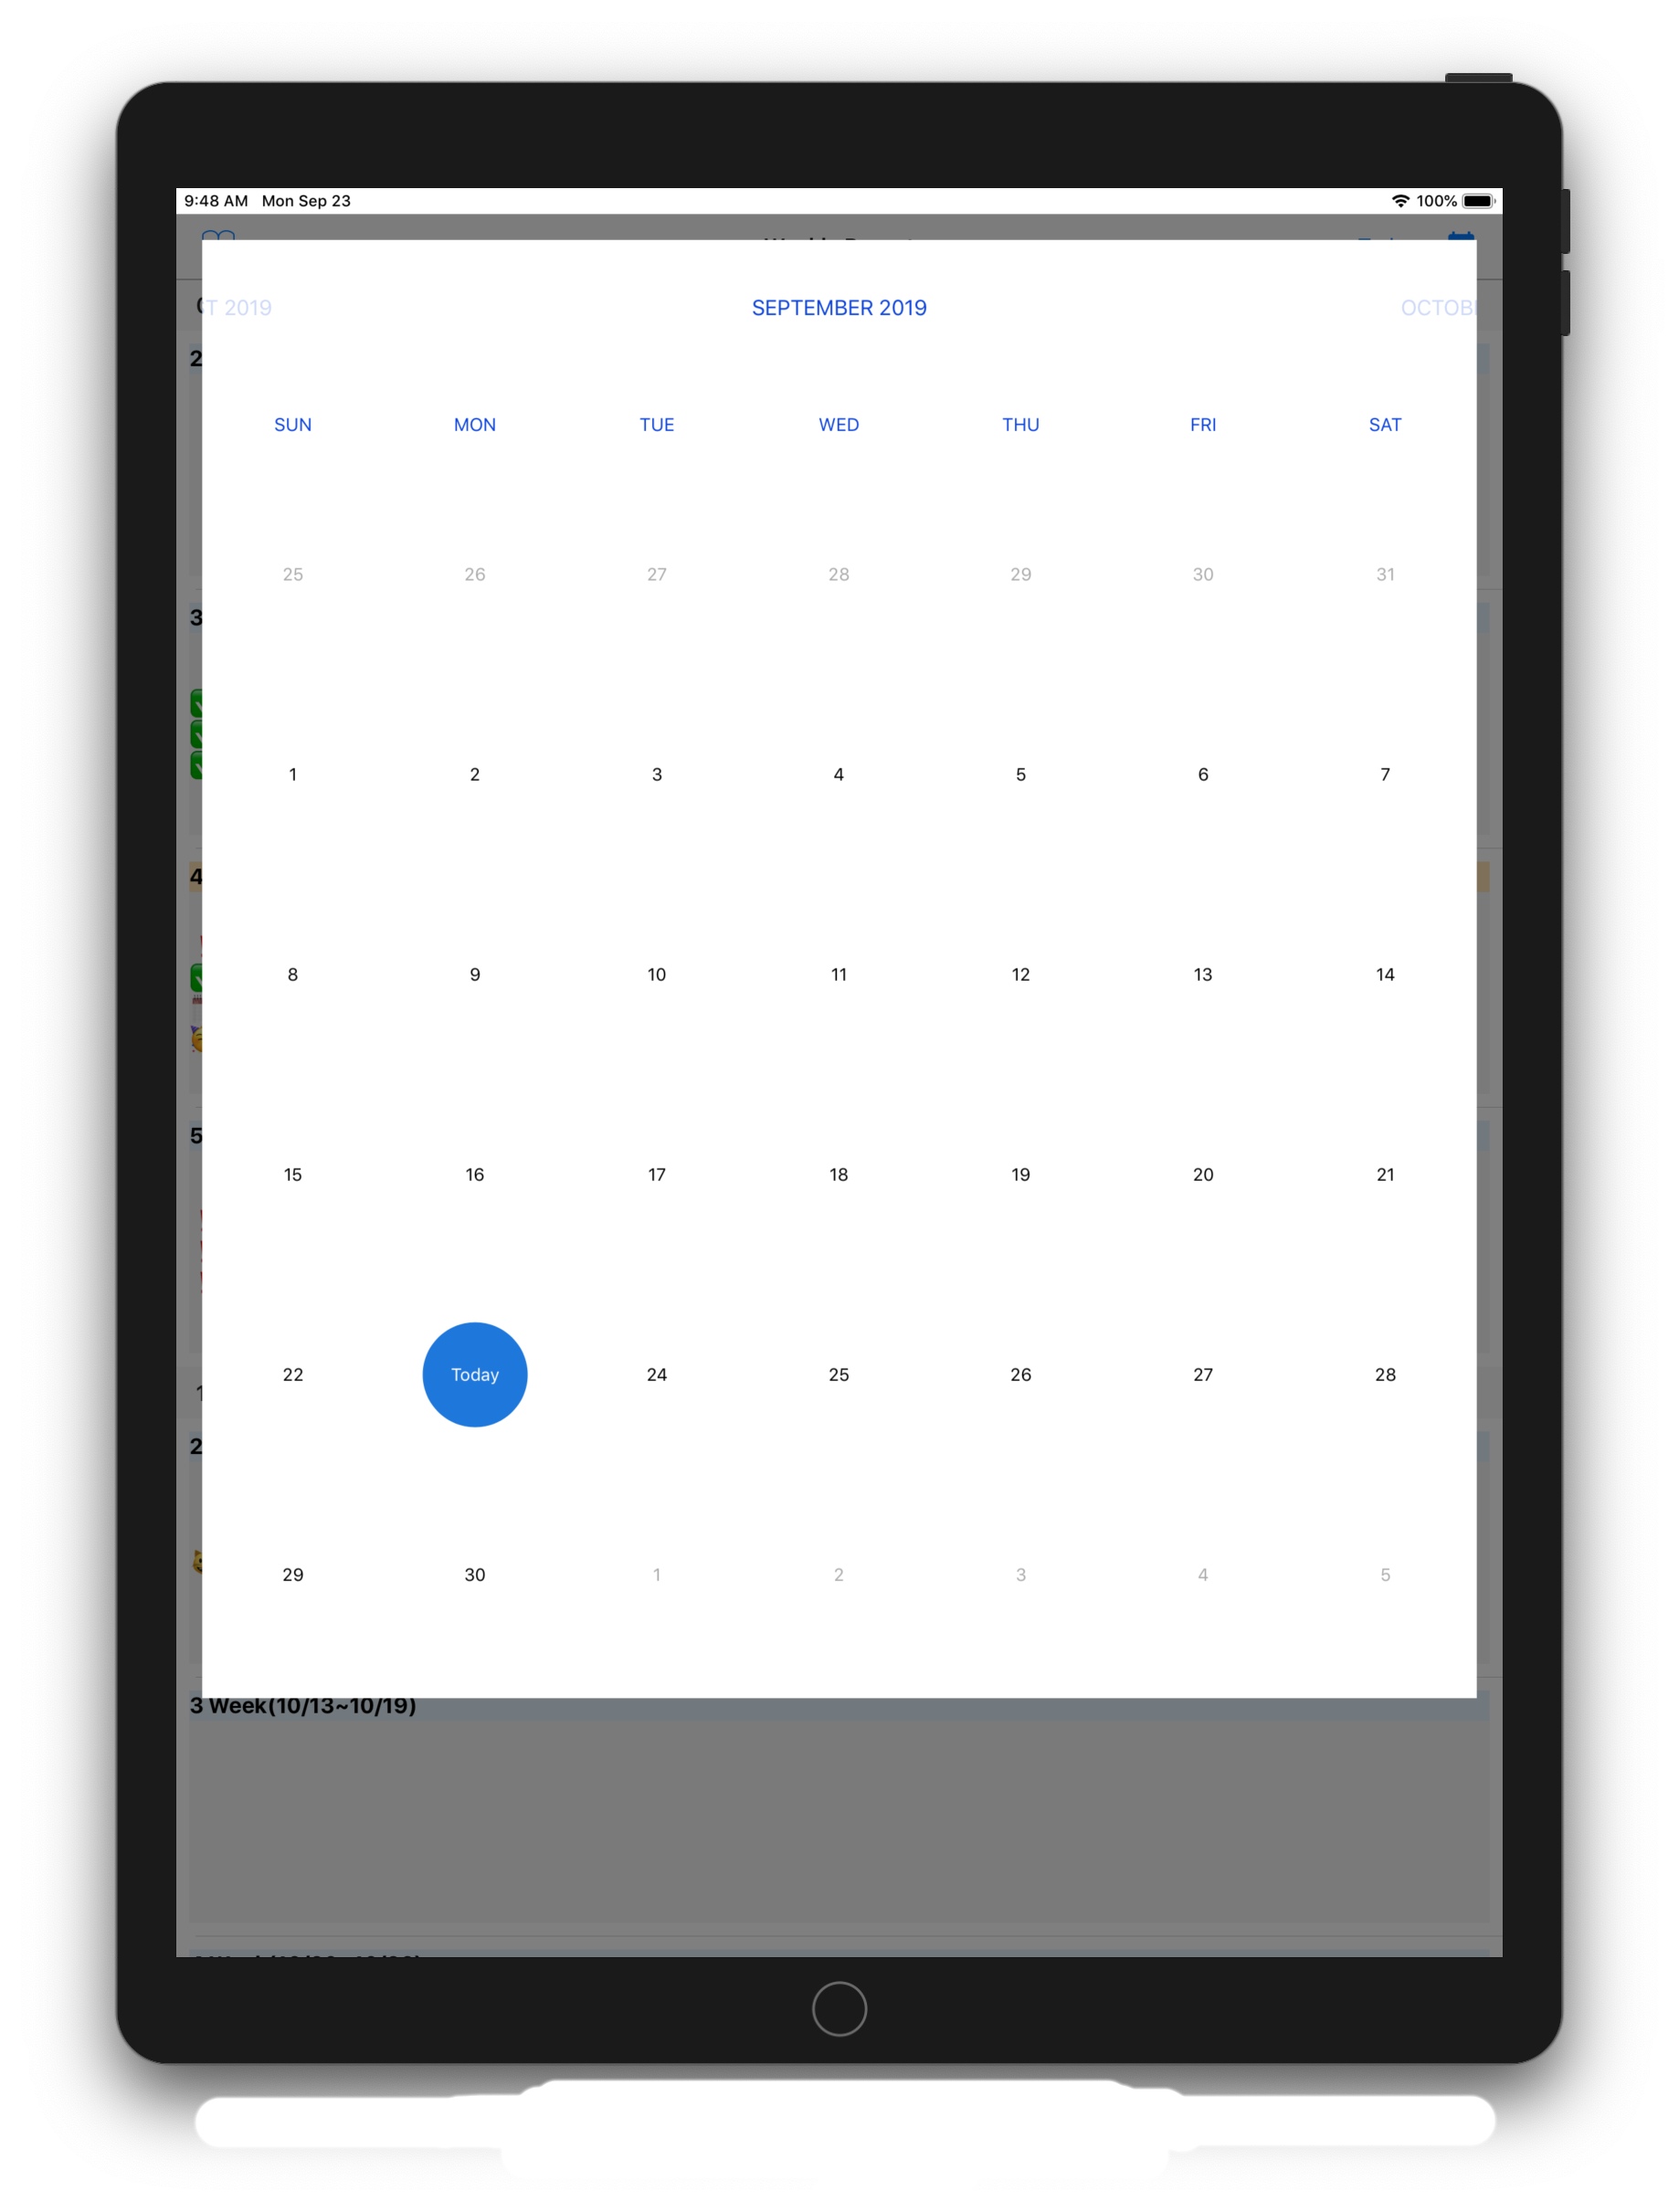 9:48 AM Mon Sep 23 100%
T 2019 SEPTEMBER 2019
2 SUN MON TUE WED THU FRI SAT
25 26 27 28 29 30 31
3
1 2 3 4 5 6 7
4
8 9 10 11 12 13 14
5
15 16 17 18 19 20 21
22 Today 24 25 26 27 28
2
29 30 1 2 3 4 5
3 Week(10/13~10/19)